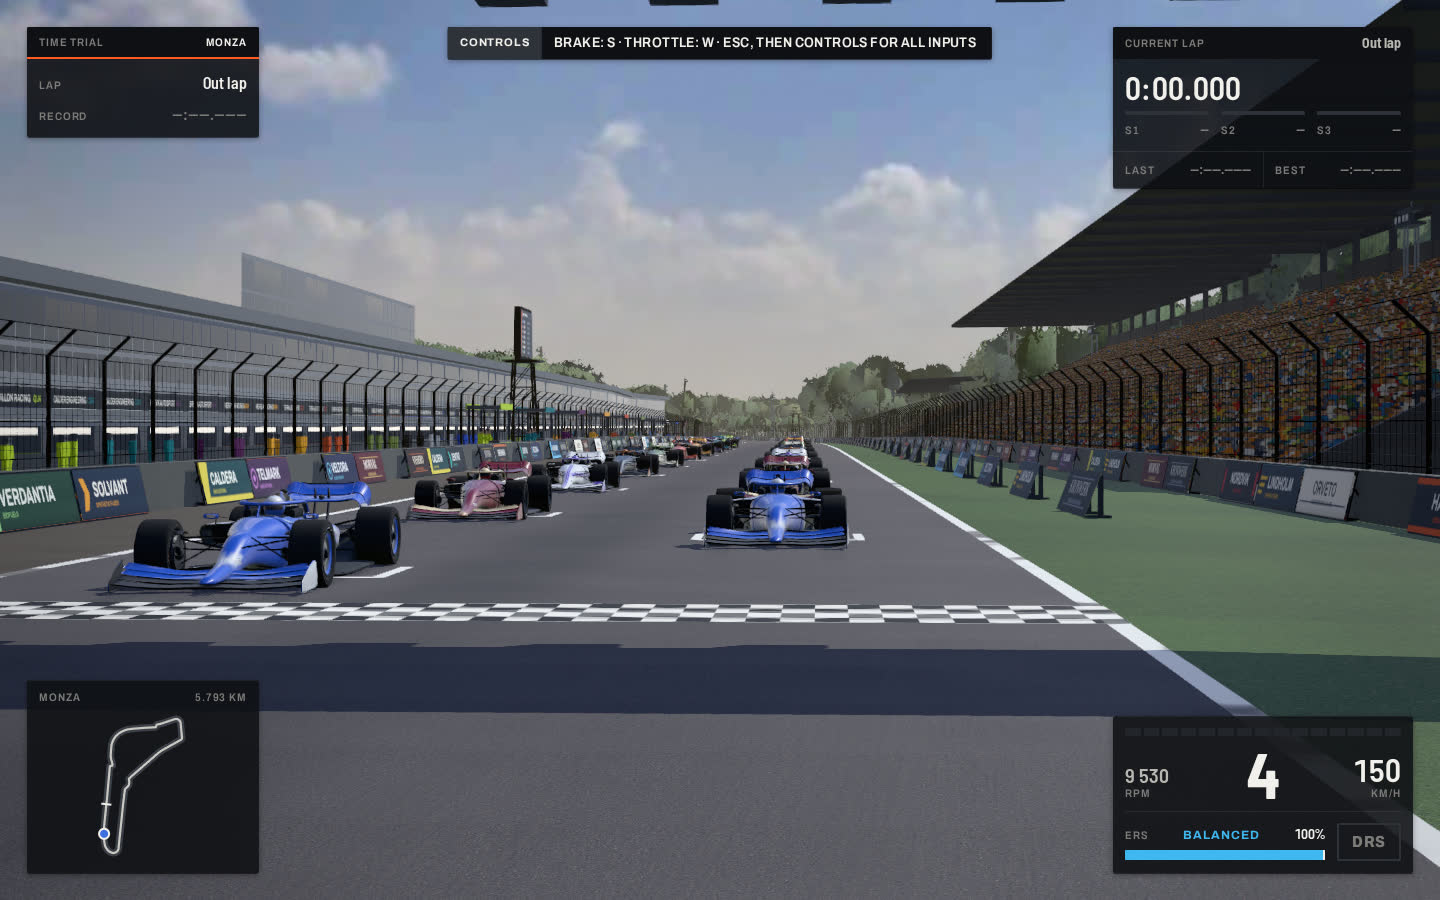 TIME TRIAL MONZA
LAP Out lap
RECORD –:––.–––
CONTROLS BRAKE: S · THROTTLE: W · ESC, THEN CONTROLS FOR ALL INPUTS
CURRENT LAP Out lap
0:00.000
S1 – S2 – S3 –
LAST –:––.––– BEST –:––.–––
VERDANTIA
SOLVANT
CALDERA
TELMARK
VELZORA
LINDHOLM
ORVETO
MONZA 5.793 KM
9 530 RPM
4
150 KM/H
ERS BALANCED 100%
DRS